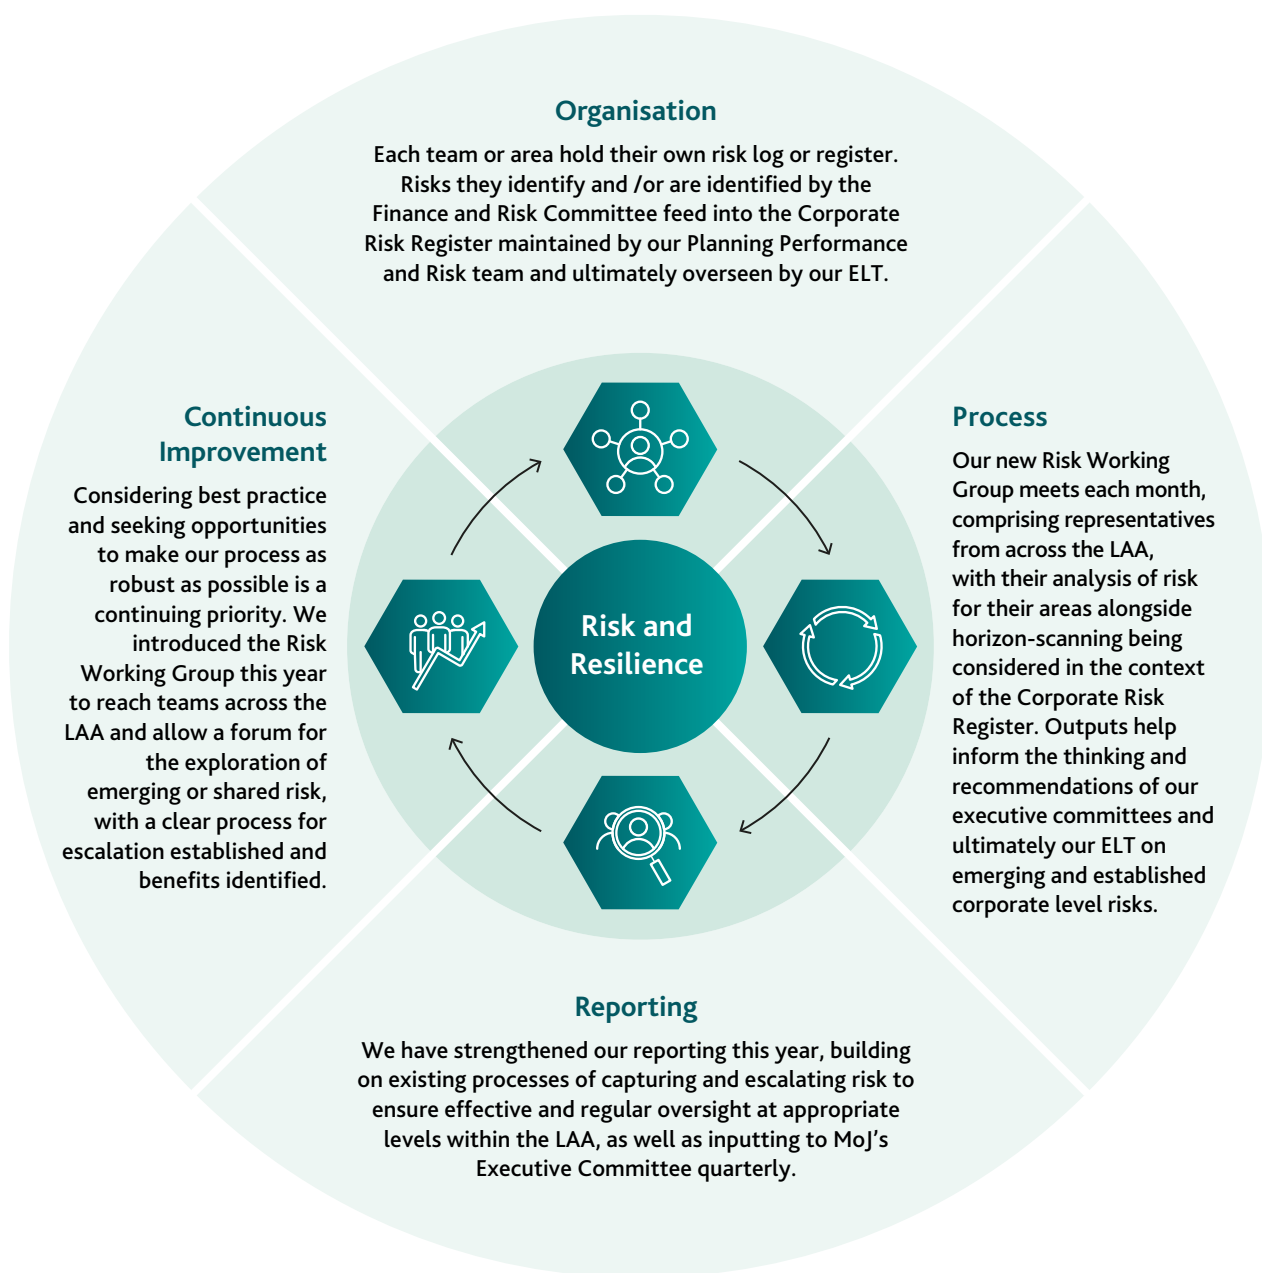 Organisation
Each team or area hold their own risk log or register.
Risks they identify and /or are identified by the
Finance and Risk Committee feed into the Corporate
Risk Register maintained by our Planning Performance
and Risk team and ultimately overseen by our ELT.
Process
Our new Risk Working
Group meets each month,
comprising representatives
from across the LAA,
with their analysis of risk
for their areas alongside
horizon-scanning being
considered in the context
of the Corporate Risk
Register. Outputs help
inform the thinking and
recommendations of our
executive committees and
ultimately our ELT on
emerging and established
corporate level risks.
Reporting
We have strengthened our reporting this year, building
on existing processes of capturing and escalating risk to
ensure effective and regular oversight at appropriate
levels within the LAA, as well as inputting to MoJ’s
Executive Committee quarterly.
Continuous
Improvement
Considering best practice
and seeking opportunities
to make our process as
robust as possible is a
continuing priority. We
introduced the Risk
Working Group this year
to reach teams across the
LAA and allow a forum for
the exploration of
emerging or shared risk,
with a clear process for
escalation established and
benefits identified.
Risk and
Resilience